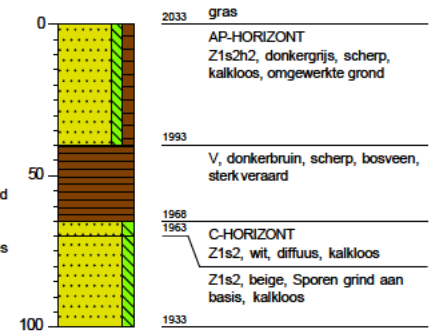 gras
0
2033
AP-HORIZONT
Z1s2h2, donkergrijs, scherp,
kalkloos, omgewerkte grond
1993
V, donkerbruin, scherp, bosveen,
sterk veraard
50
d
1968
1963
C-HORIZONT
Z1s2, wit, diffuus, kalkloos
s
Z1s2, beige, Sporen grind aan
basis, kalkloos
100
1933